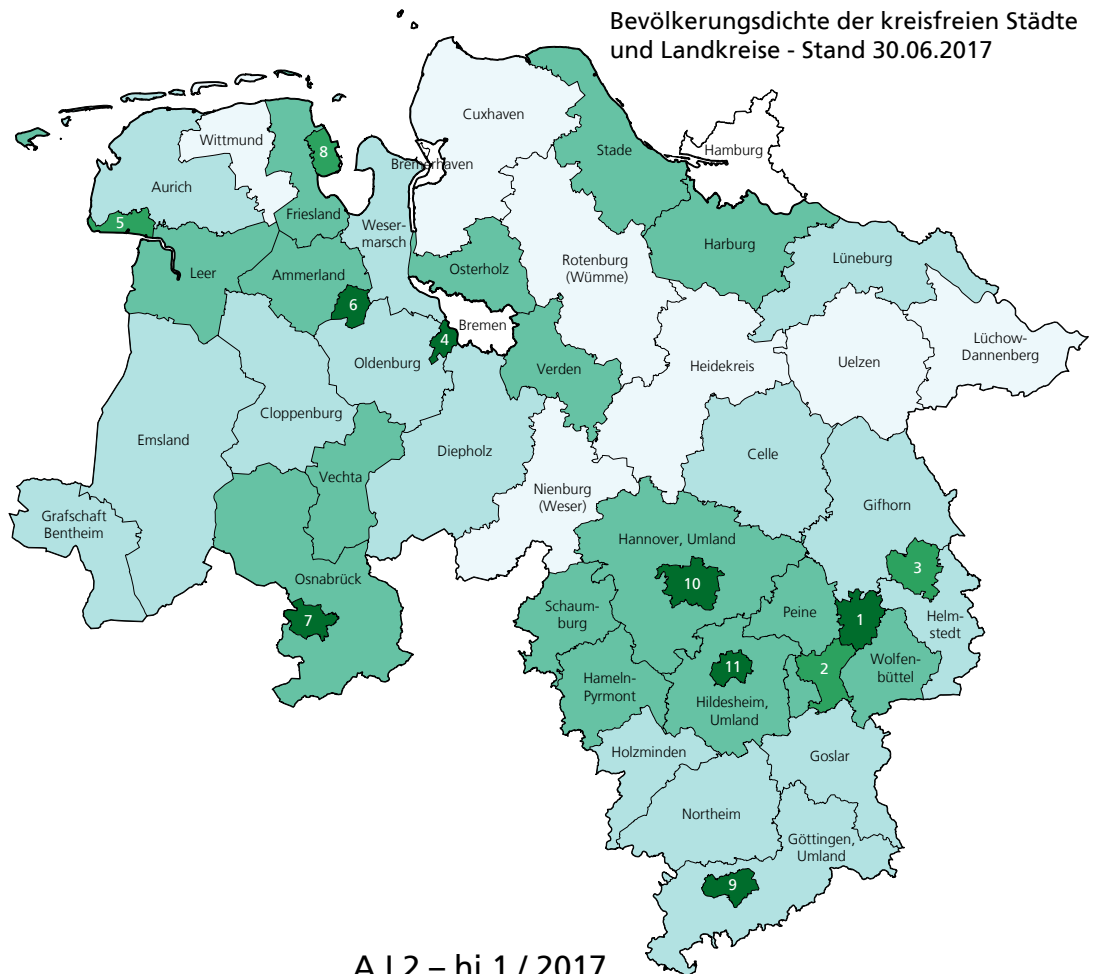 Bevölkerungsdichte der kreisfreien Städte
und Landkreise - Stand 30.06.2017
Cuxhaven
Wittmund
8
Bremerhaven
Stade
Hamburg
Aurich
5
Friesland
Weser-
marsch
Harburg
Leer
Ammerland
Osterholz
Rotenburg
(Wümme)
Lüneburg
6
4
Bremen
Oldenburg
Verden
Heidekreis
Uelzen
Lüchow-
Dannenberg
Cloppenburg
Emsland
Diepholz
Celle
Vechta
Nienburg
(Weser)
Gifhorn
Grafschaft
Bentheim
Hannover, Umland
3
Osnabrück
10
7
Schaum-
burg
Peine
1
Helm-
stedt
11
2
Wolfen-
büttel
Hameln-
Pyrmont
Hildesheim,
Umland
Holzminden
Goslar
Northeim
Göttingen,
Umland
9
A I 2 – hj 1 / 2017